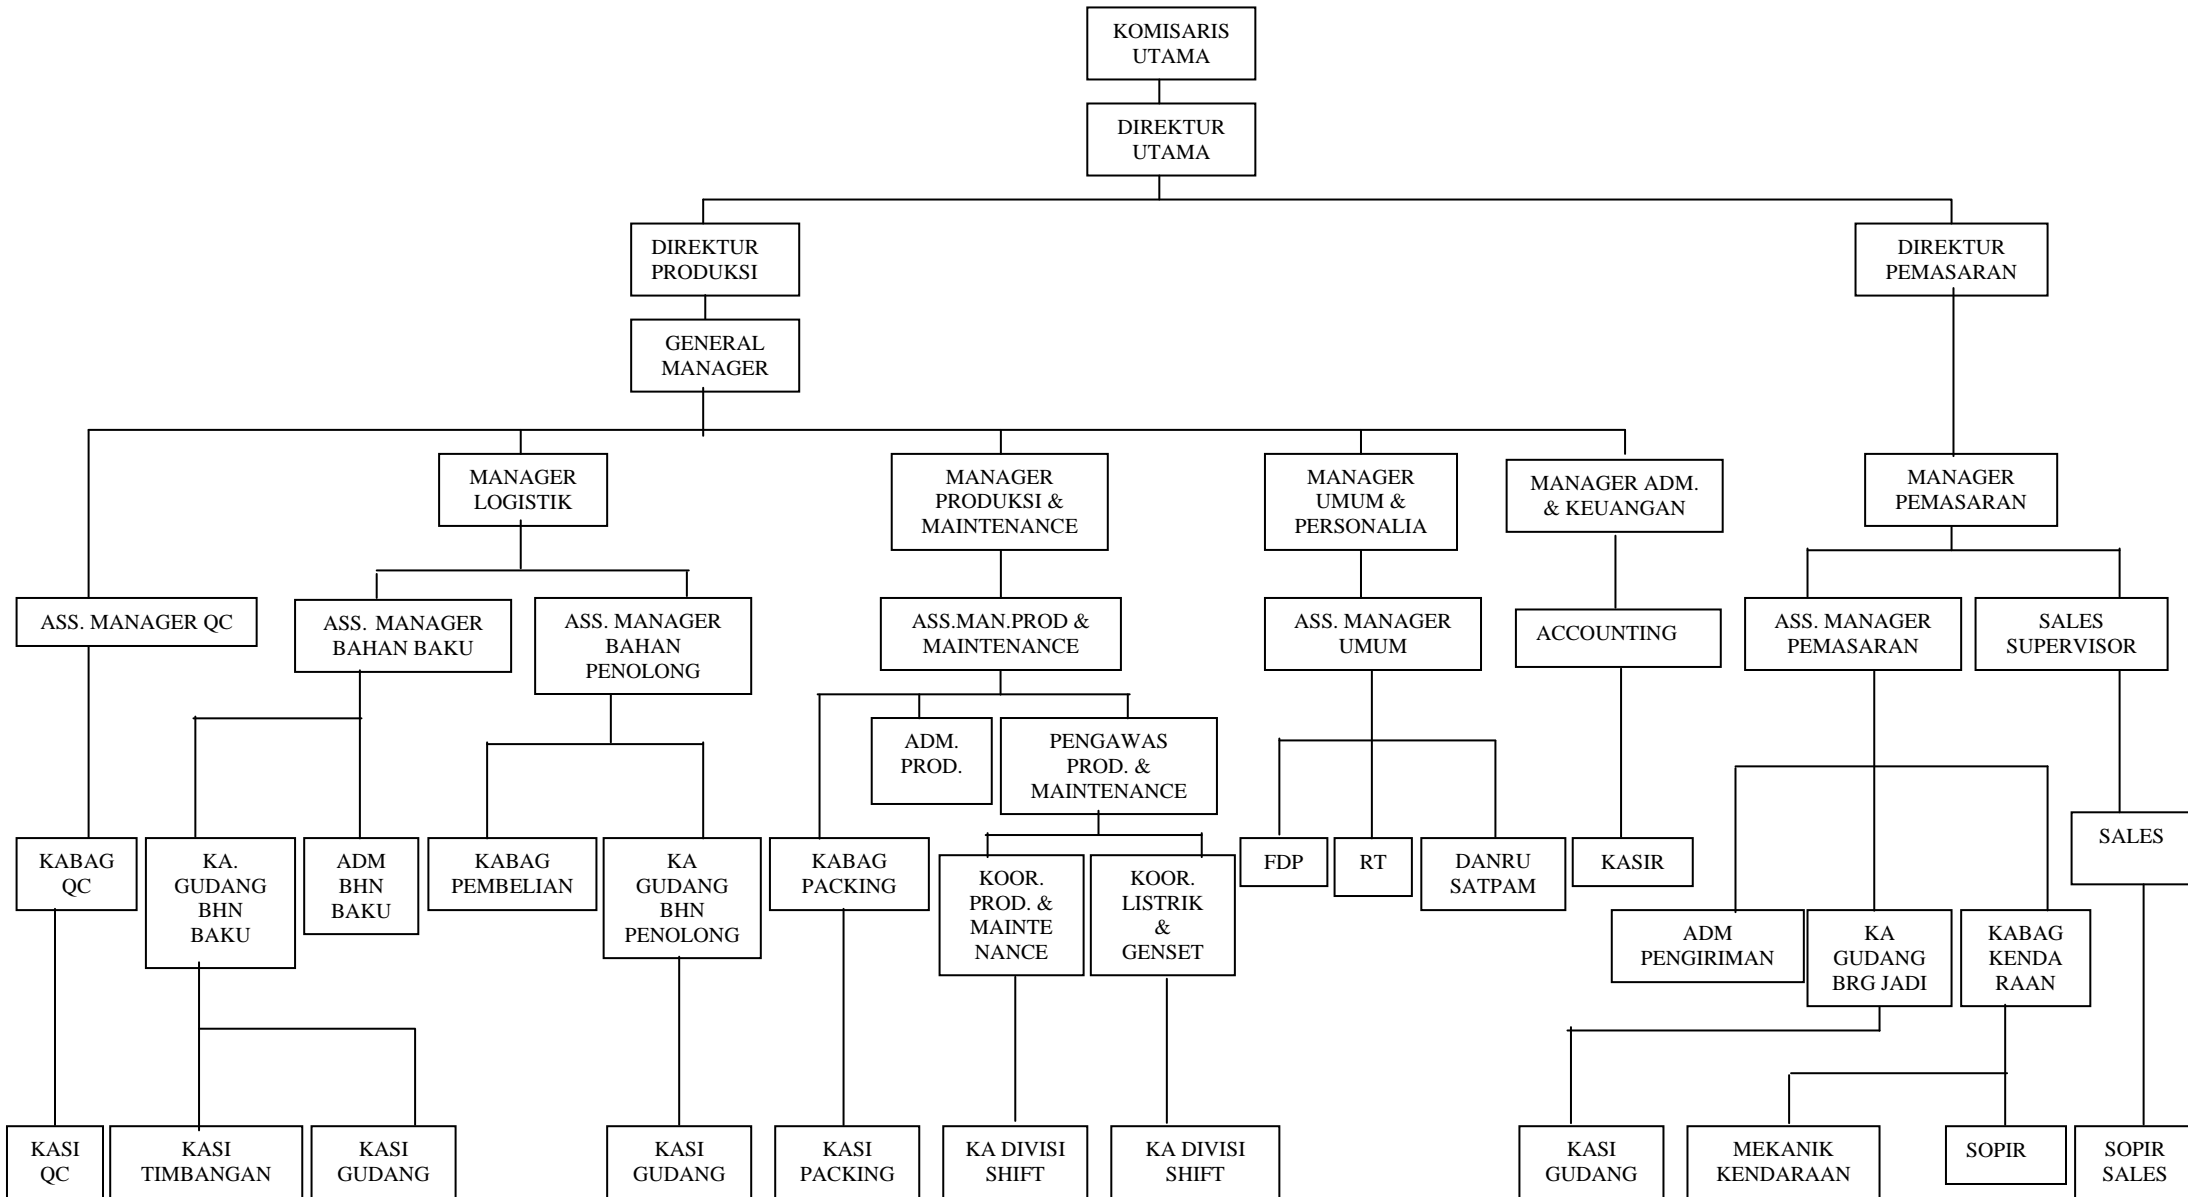 KOMISARIS
UTAMA
DIREKTUR
UTAMA
DIREKTUR
PRODUKSI
DIREKTUR
PEMASARAN
GENERAL
MANAGER
MANAGER
LOGISTIK
MANAGER
PRODUKSI &
MAINTENANCE
MANAGER
UMUM &
PERSONALIA
MANAGER ADM.
& KEUANGAN
MANAGER
PEMASARAN
ASS. MANAGER QC
ASS. MANAGER
BAHAN BAKU
ASS. MANAGER
BAHAN
PENOLONG
ASS.MAN.PROD &
MAINTENANCE
ASS. MANAGER
UMUM
ACCOUNTING
ASS. MANAGER
PEMASARAN
SALES
SUPERVISOR
ADM.
PROD.
PENGAWAS
PROD. &
MAINTENANCE
KABAG
QC
KA.
GUDANG
BHN
BAKU
ADM
BHN
BAKU
KABAG
PEMBELIAN
KA
GUDANG
BHN
PENOLONG
KABAG
PACKING
KOOR.
PROD. &
MAINTE
NANCE
KOOR.
LISTRIK
&
GENSET
FDP
RT
DANRU
SATPAM
KASIR
SALES
ADM
PENGIRIMAN
KA
GUDANG
BRG JADI
KABAG
KENDA
RAAN
KASI
QC
KASI
TIMBANGAN
KASI
GUDANG
KASI
GUDANG
KASI
PACKING
KA DIVISI
SHIFT
KA DIVISI
SHIFT
KASI
GUDANG
MEKANIK
KENDARAAN
SOPIR
SOPIR
SALES